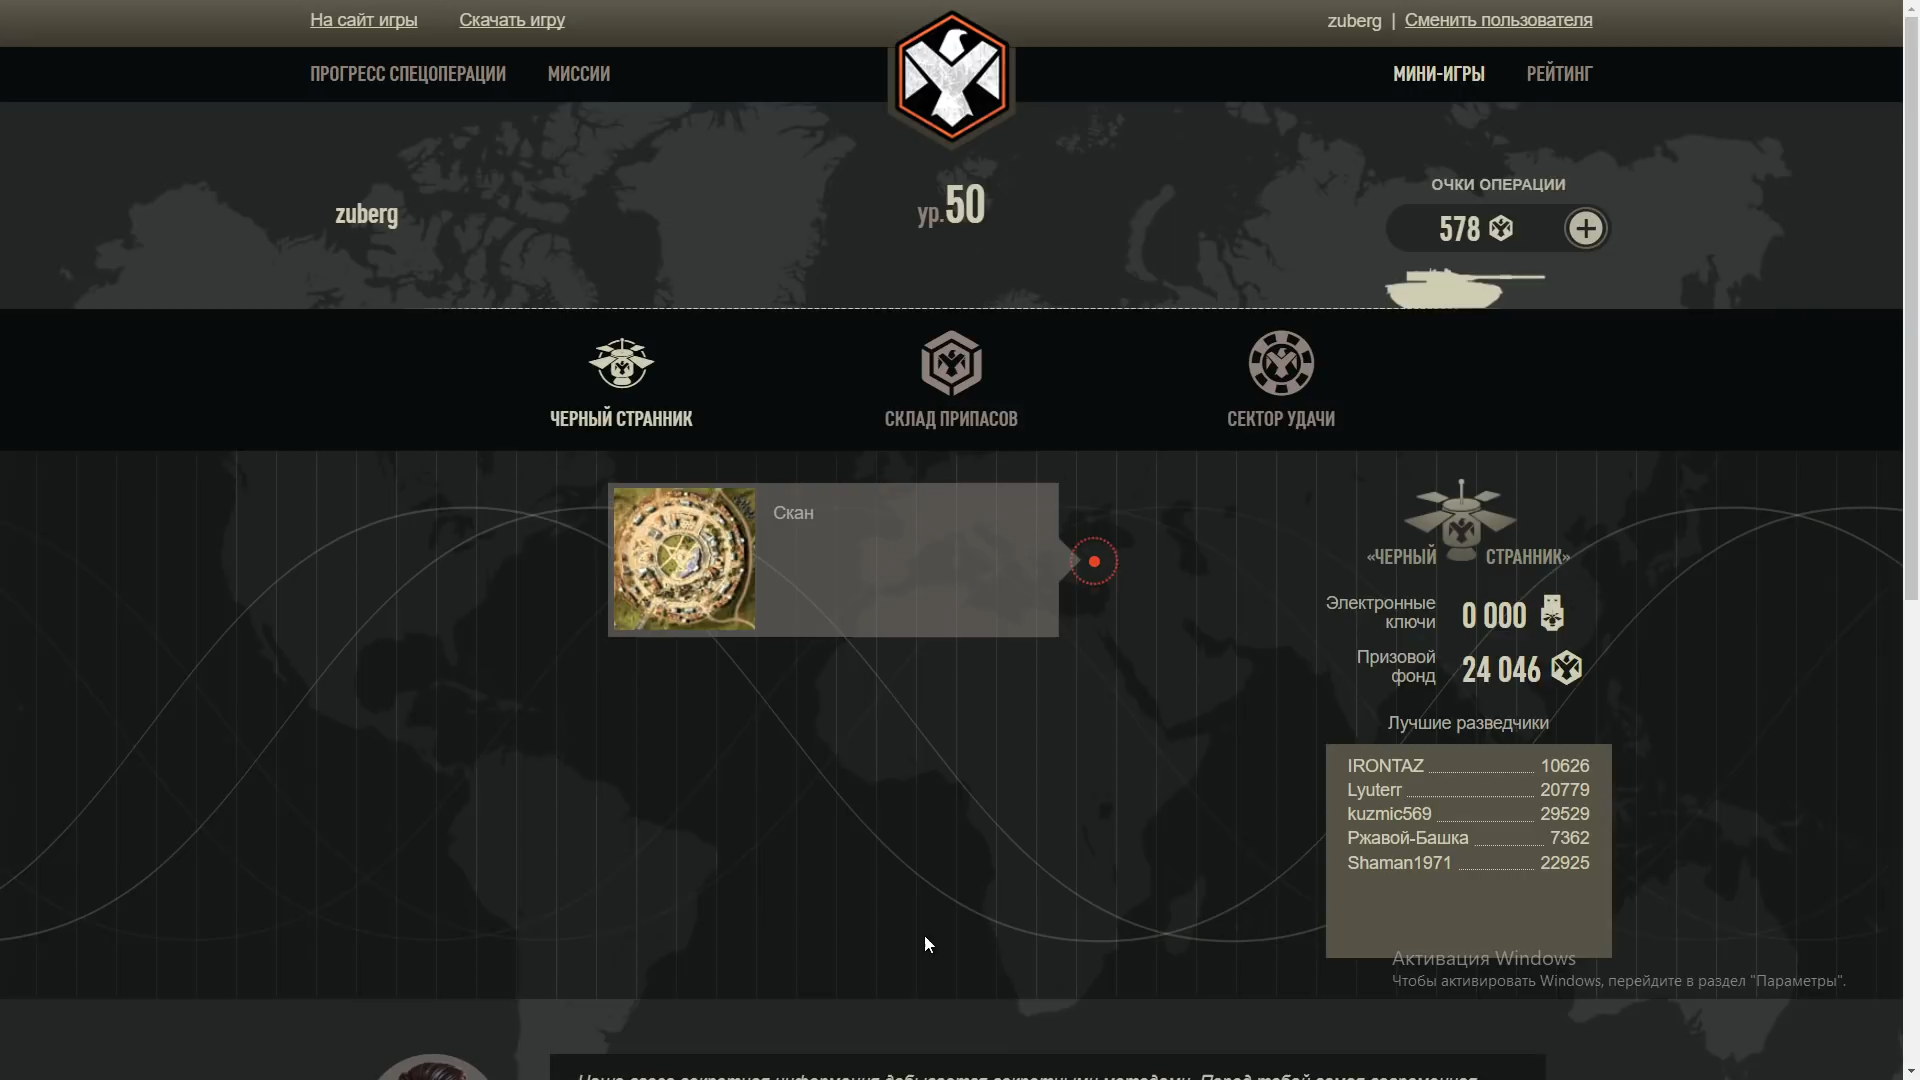 На сайт игры Скачать игру zuberg | Сменить пользователя
ПРОГРЕСС СПЕЦОПЕРАЦИИ МИССИИ МИНИ-ИГРЫ РЕЙТИНГ
zuberg
ур.50
ОЧКИ ОПЕРАЦИИ
578
ЧЕРНЫЙ СТРАННИК СКЛАД ПРИПАСОВ СЕКТОР УДАЧИ
Скан
«ЧЕРНЫЙ СТРАННИК»
Электронные
ключи
0 000
Призовой
фонд
24 046
Лучшие разведчики
IRONTAZ 10626
Lyuterr 20779
kuzmic569 29529
Ржавой-Башка 7362
Shaman1971 22925
Активация Windows
Чтобы активировать Windows, перейдите в раздел "Параметры".